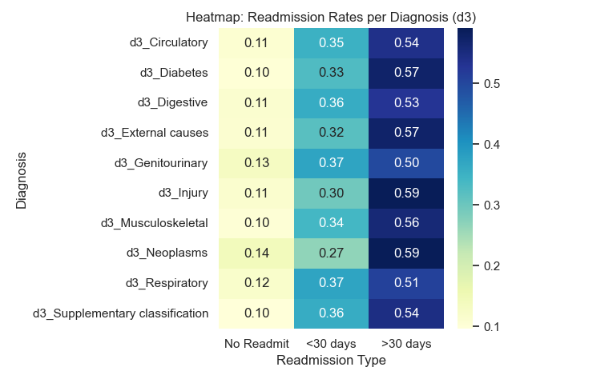 Heatmap: Readmission Rates per Diagnosis (d3)
d3_Circulatory 0.11 0.35 0.54
d3_Diabetes 0.10 0.33 0.57
d3_Digestive 0.11 0.36 0.53
d3_External causes 0.11 0.32 0.57
d3_Genitourinary 0.13 0.37 0.50
d3_Injury 0.11 0.30 0.59
d3_Musculoskeletal 0.10 0.34 0.56
d3_Neoplasms 0.14 0.27 0.59
d3_Respiratory 0.12 0.37 0.51
d3_Supplementary classification 0.10 0.36 0.54
No Readmit <30 days >30 days
Readmission Type
Diagnosis
0.5
0.4
0.3
0.2
0.1